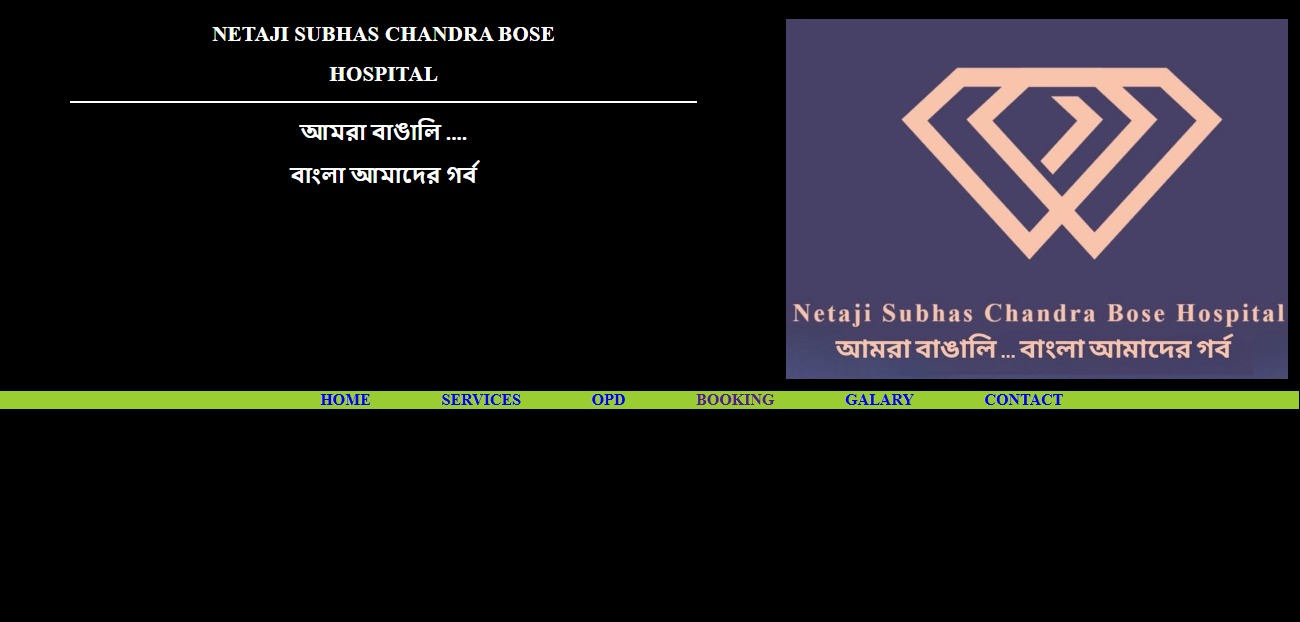 NETAJI SUBHAS CHANDRA BOSE
HOSPITAL
আমরা বাঙালি ....
বাংলা আমাদের গর্ব
Netaji Subhas Chandra Bose Hospital
আমরা বাঙালি ... বাংলা আমাদের গর্ব
HOME SERVICES OPD BOOKING GALARY CONTACT